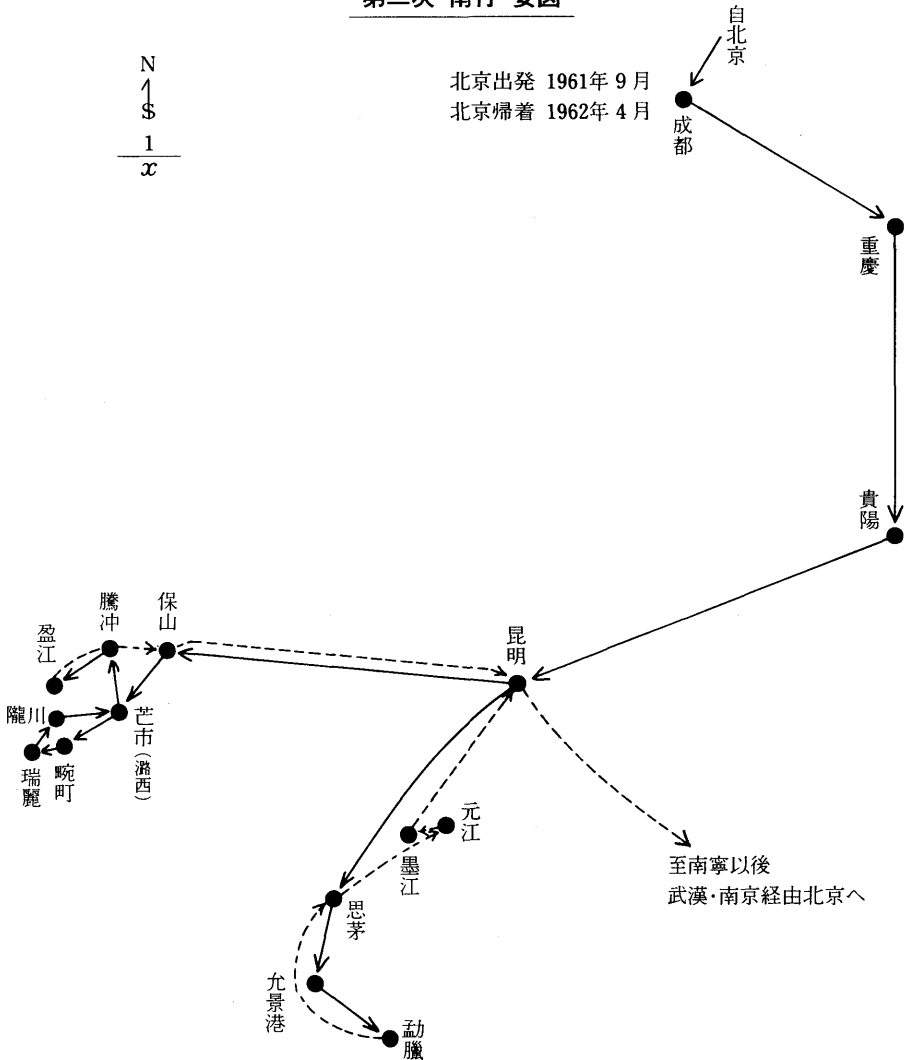 第二次 南行 要図
自北京
N
S
1
x
北京出発 1961年 9 月
北京帰着 1962年 4 月
成都
重慶
貴陽
昆明
保山
騰冲
盈江
隴川
瑞麗
畹町
芒市(潞西)
元江
墨江
思茅
允景港
勐臘
至南寧以後
武漢・南京経由北京へ